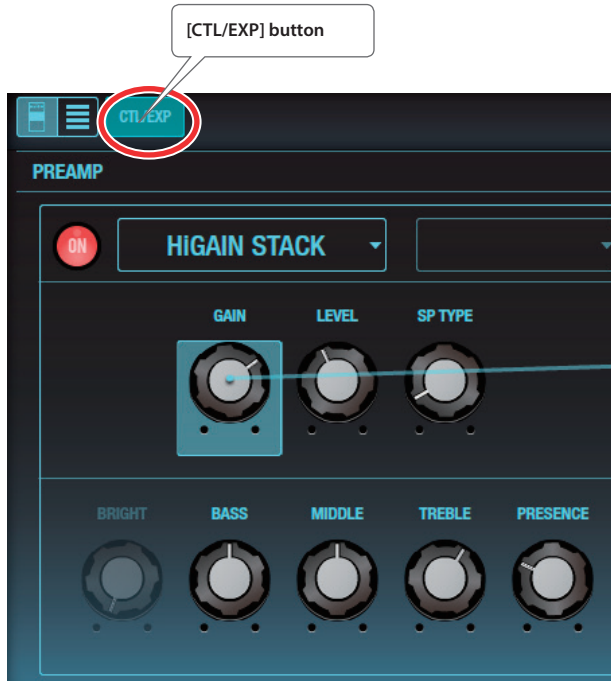 [CTL/EXP] button
CTL/EXP
PREAMP
ON
HiGAIN STACK
GAIN LEVEL SP TYPE
BRIGHT BASS MIDDLE TREBLE PRESENCE